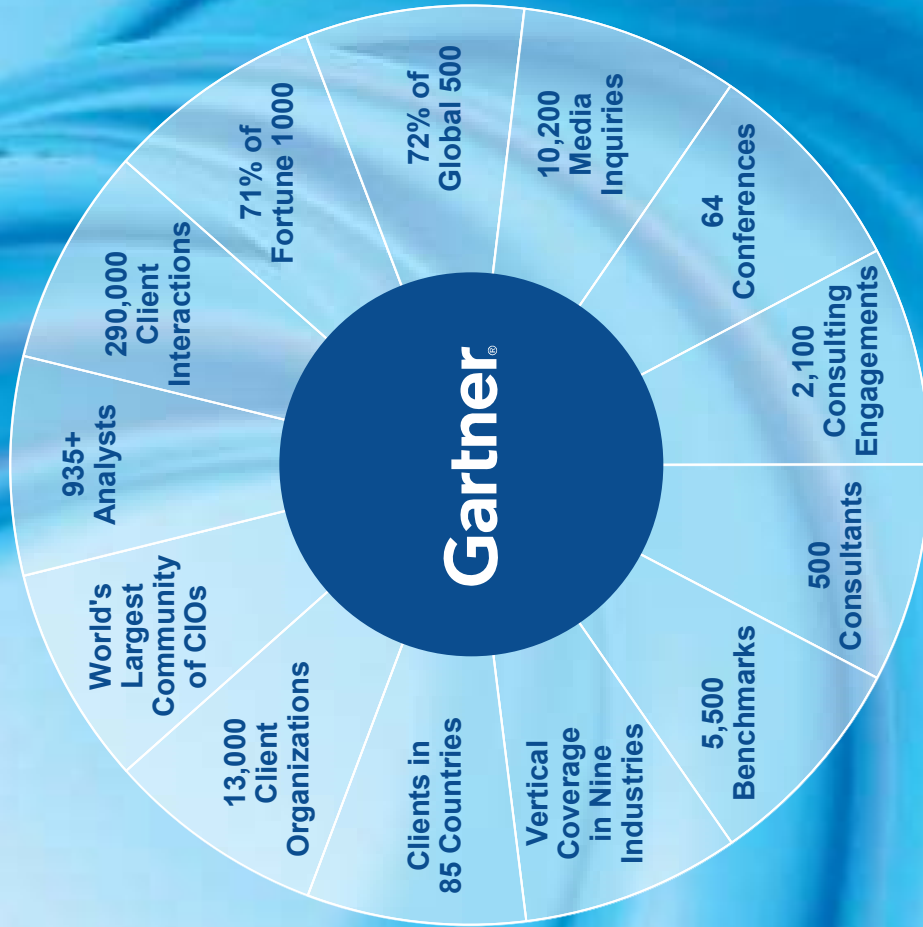 935+
Analysts
290,000
Client
Interactions
71% of
Fortune 1000
72% of
Global 500
10,200
Media
Inquiries
64
Conferences
2,100
Consulting
Engagements
500
Consultants
5,500
Benchmarks
Vertical
Coverage
in Nine
Industries
Clients in
85 Countries
13,000
Client
Organizations
World's
Largest
Community
of CIOs
Gartner®